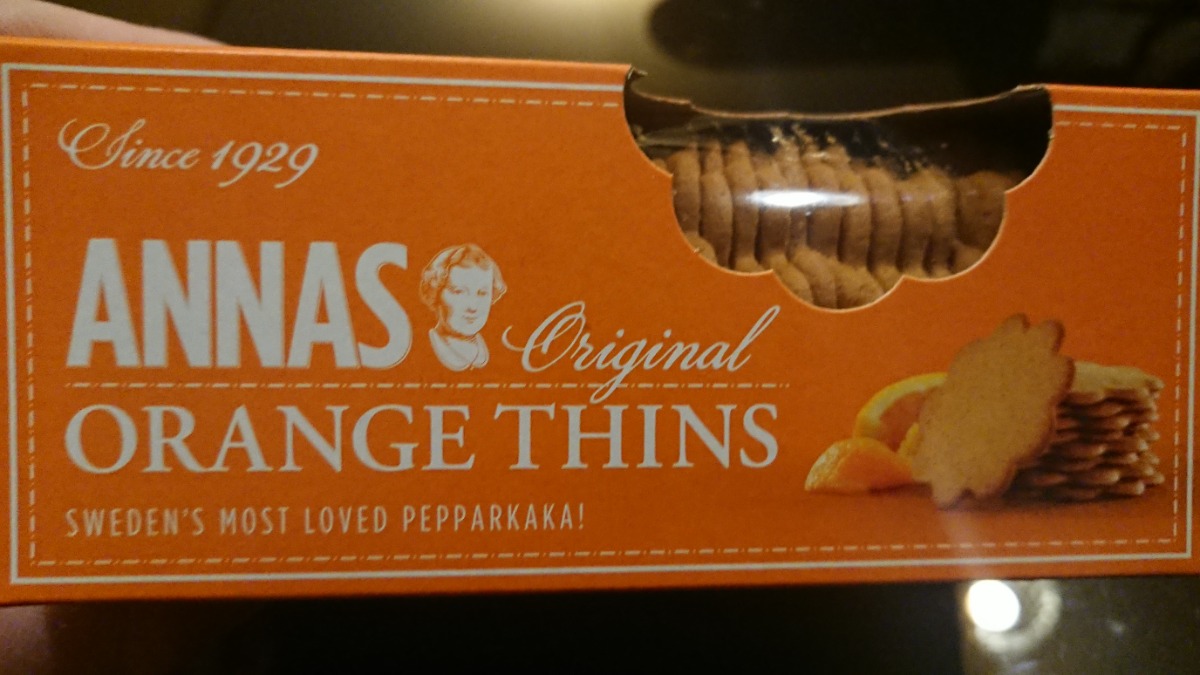 Since 1929
ANNAS Original
ORANGE THINS
SWEDEN'S MOST LOVED PEPPARKAKA!